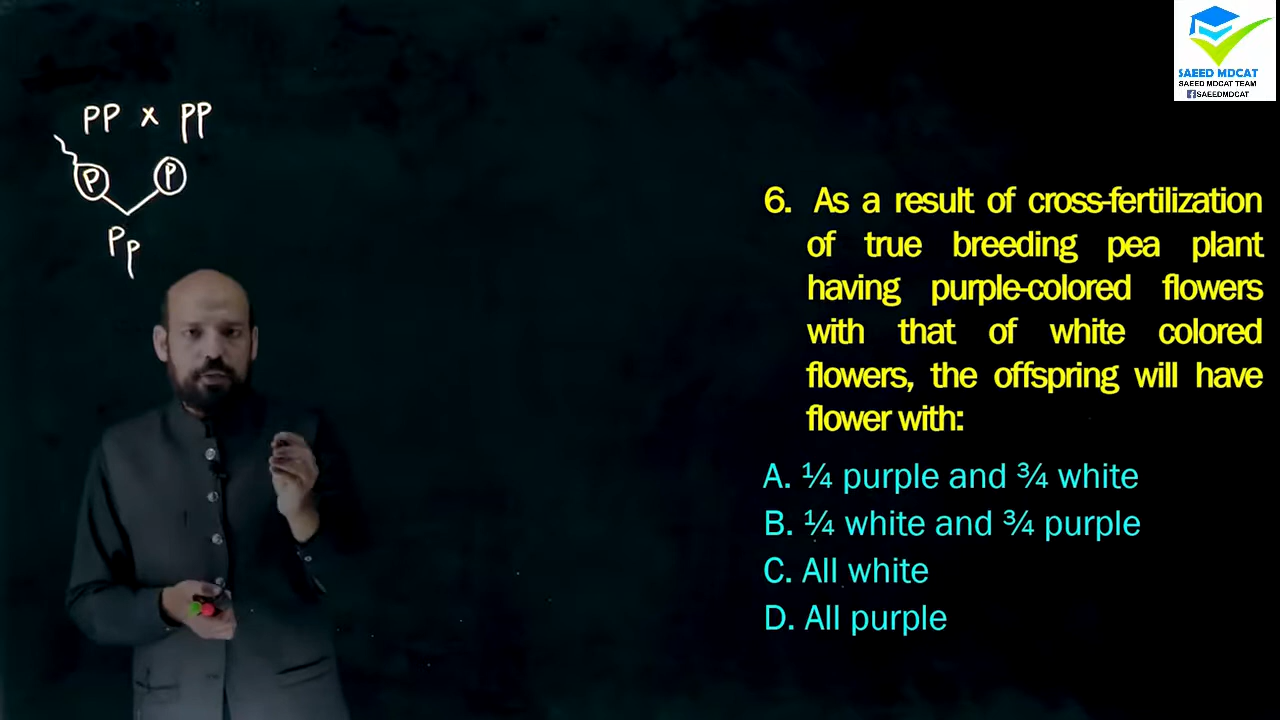 SAEED MDCAT
SAEED MDCAT TEAM
SAEEDMDCAT
PP x pp
P P
Pp
6. As a result of cross-fertilization
of true breeding pea plant
having purple-colored flowers
with that of white colored
flowers, the offspring will have
flower with:
A. ¼ purple and ¾ white
B. ¼ white and ¾ purple
C. All white
D. All purple